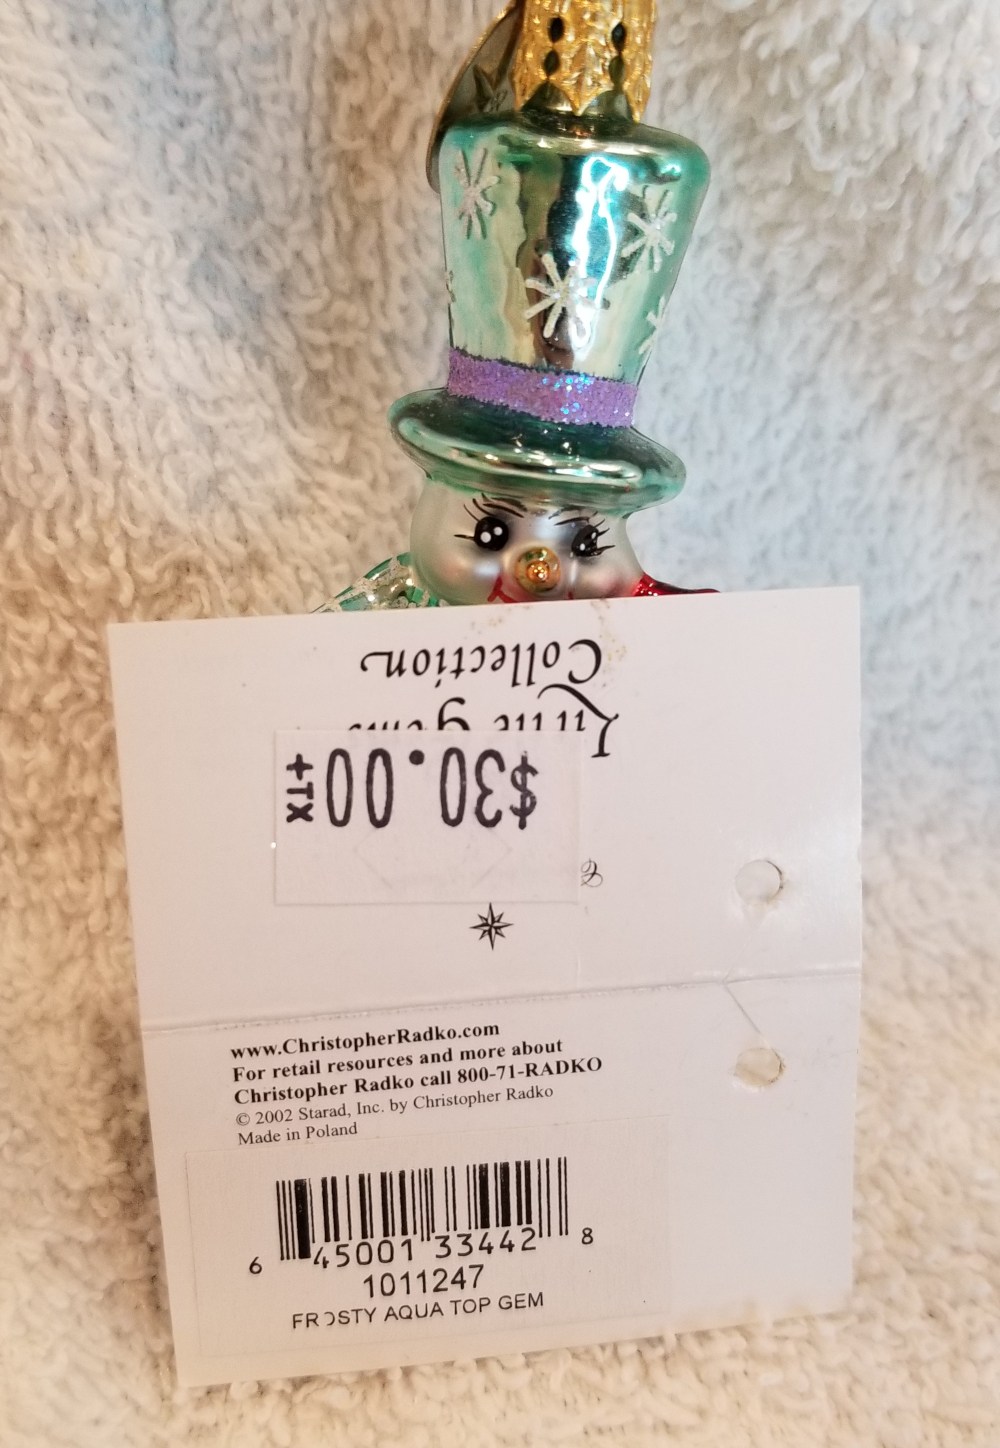 Little gems
Collection
$30.00
+TX
www.ChristopherRadko.com
For retail resources and more about
Christopher Radko call 800-71-RADKO
© 2002 Starad, Inc. by Christopher Radko
Made in Poland
6 45001 33442 8
1011247
FROSTY AQUA TOP GEM